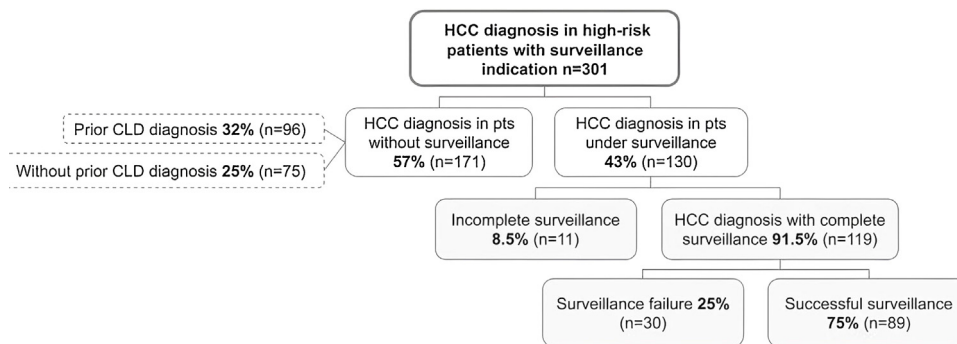 HCC diagnosis in high-risk
patients with surveillance
indication n=301
Prior CLD diagnosis 32% (n=96)
Without prior CLD diagnosis 25% (n=75)
HCC diagnosis in pts
without surveillance
57% (n=171)
HCC diagnosis in pts
under surveillance
43% (n=130)
Incomplete surveillance
8.5% (n=11)
HCC diagnosis with complete
surveillance 91.5% (n=119)
Surveillance failure 25%
(n=30)
Successful surveillance
75% (n=89)